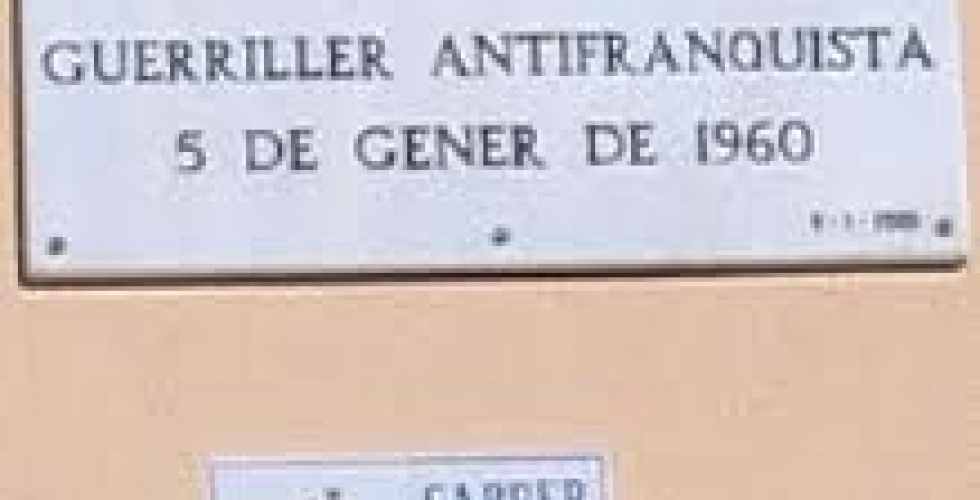 GUERRILLER ANTIFRANQUISTA
5 DE GENER DE 1960
CARRER